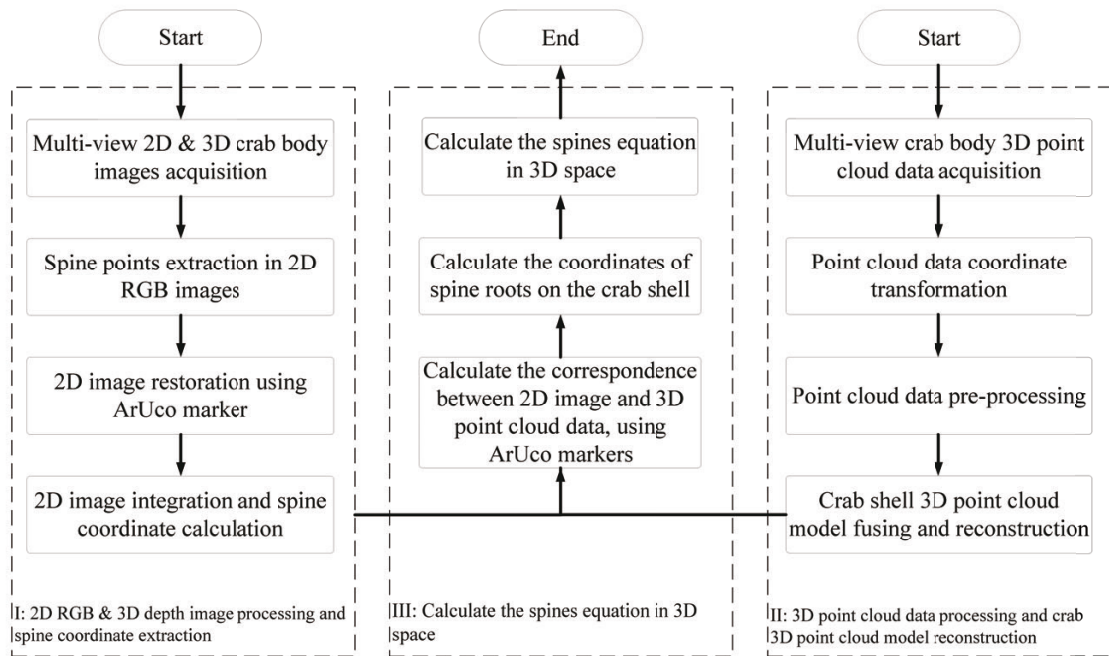 Start
Multi-view 2D & 3D crab body
images acquisition
Spine points extraction in 2D
RGB images
2D image restoration using
ArUco marker
2D image integration and spine
coordinate calculation
I: 2D RGB & 3D depth image processing and
spine coordinate extraction
End
Calculate the spines equation
in 3D space
Calculate the coordinates of
spine roots on the crab shell
Calculate the correspondence
between 2D image and 3D
point cloud data, using
ArUco markers
III: Calculate the spines equation in 3D
space
Start
Multi-view crab body 3D point
cloud data acquisition
Point cloud data coordinate
transformation
Point cloud data pre-processing
Crab shell 3D point cloud
model fusing and reconstruction
II: 3D point cloud data processing and crab
3D point cloud model reconstruction